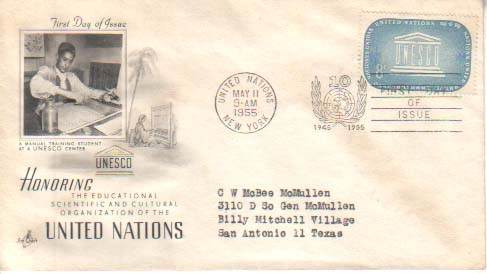 First Day of Issue
A MANUAL TRAINING STUDENT
AT A UNESCO CENTER
UNESCO
HONORING
THE EDUCATIONAL
SCIENTIFIC AND CULTURAL
ORGANIZATION OF THE
UNITED NATIONS
UNITED NATIONS
MAY 11
9-AM
1955
NEW YORK
10
1945 1955
UNITED NATIONS
UNESCO
8¢
FIRST DAY
OF
ISSUE
C W McBee McMullen
3110 D So Gen McMullen
Billy Mitchell Village
San Antonio 11 Texas